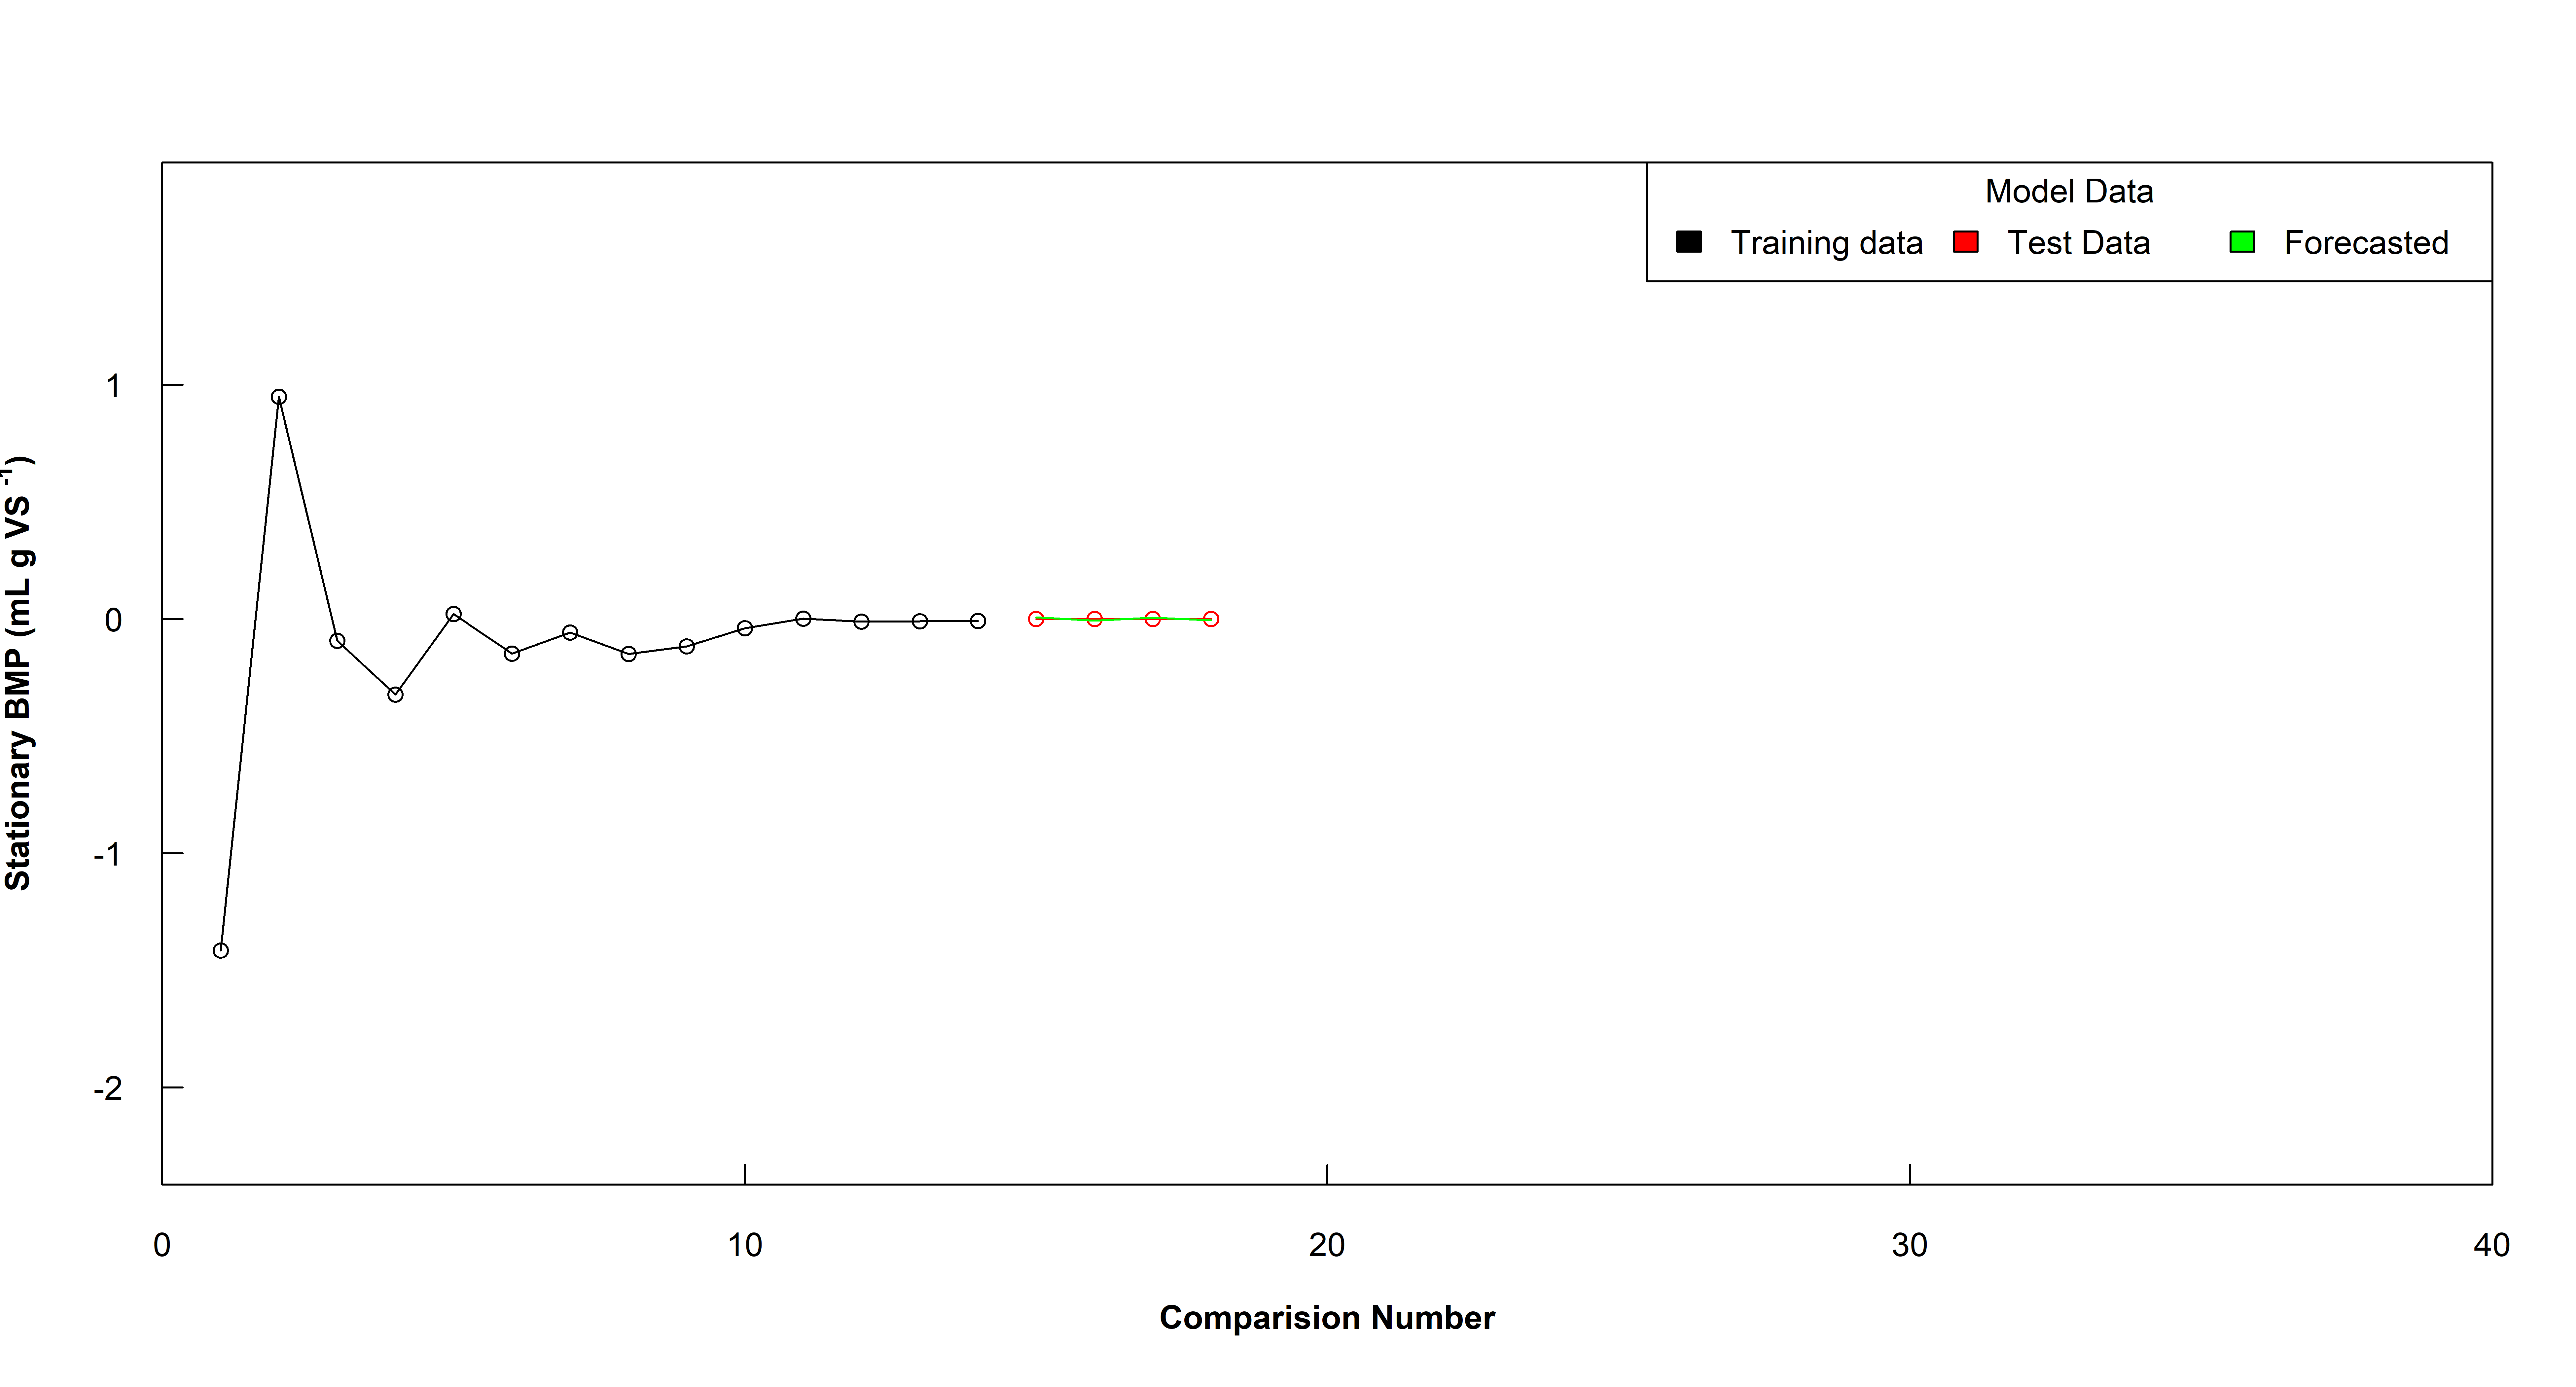 Model Data
Training data Test Data Forecasted
Stationary BMP (mL g VS -1)
1
0
-1
-2
0 10 20 30 40
Comparision Number